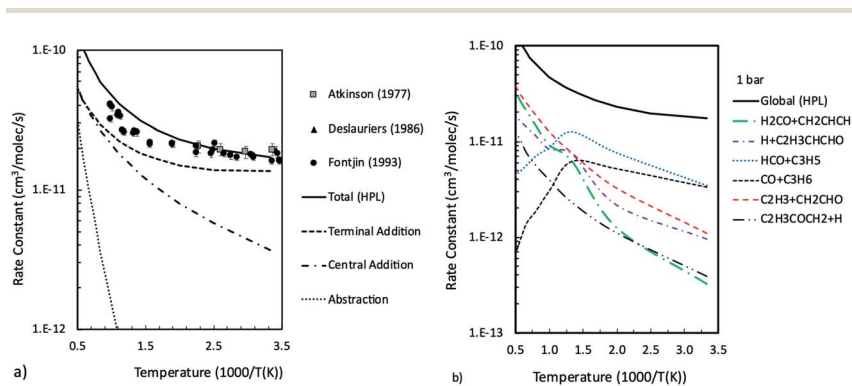 1.E-10
1.E-11
1.E-12
Rate Constant (cm³/molec/s)
0.5 1.5 2.5 3.5
a) Temperature (1000/T(K))
Atkinson (1977)
Deslauriers (1986)
Fontjin (1993)
Total (HPL)
Terminal Addition
Central Addition
Abstraction
1.E-10
1.E-11
1.E-12
1.E-13
Rate Constant (cm³/molec/s)
0.5 1.0 1.5 2.0 2.5 3.0 3.5
b) Temperature (1000/T(K))
1 bar
Global (HPL)
H2CO+CH2CHCH
H+C2H3CHCHO
HCO+C3H5
CO+C3H6
C2H3+CH2CHO
C2H3COCH2+H